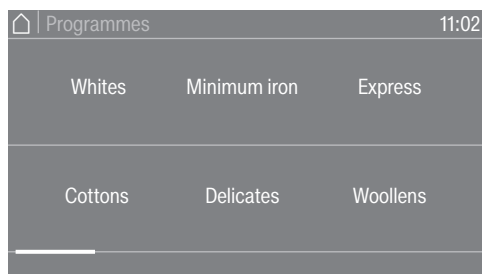 Programmes 11:02
Whites Minimum iron Express
Cottons Delicates Woollens